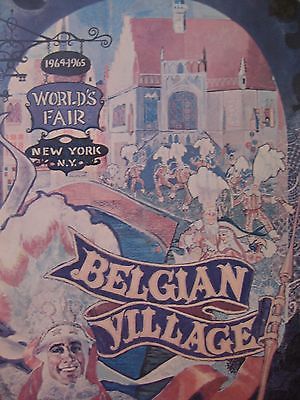 1964-1965
WORLD'S
FAIR
NEW YORK
N.Y.
BELGIAN
VILLAGE